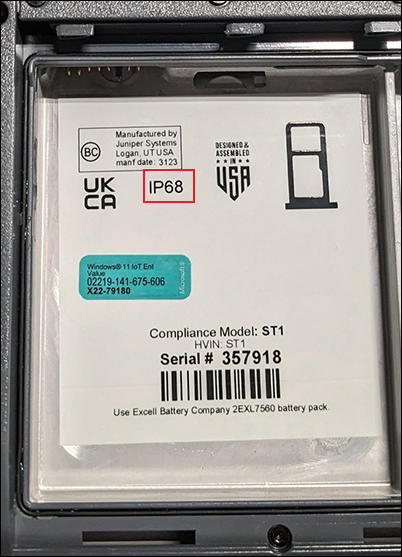 BC
Manufactured by
Juniper Systems
Logan, UT USA
manf date: 3123
DESIGNED &
ASSEMBLED
IN
USA
UK
CA
IP68
Windows® 11 IoT Ent
Value
02219-141-675-606
X22-79180
Microsoft®
Compliance Model: ST1
HVIN: ST1
Serial # 357918
Use Excell Battery Company 2EXL7560 battery pack.